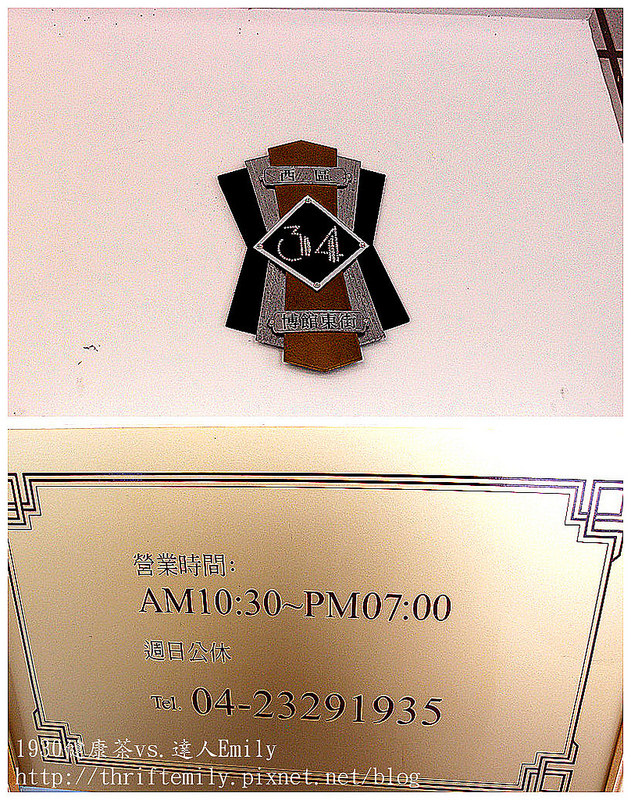 西 區
34
博館東街
營業時間:
AM10:30~PM07:00
週日公休
Tel. 04-23291935
1930健康茶vs.達人Emily
http://thriftemily.pixnet.net/blog